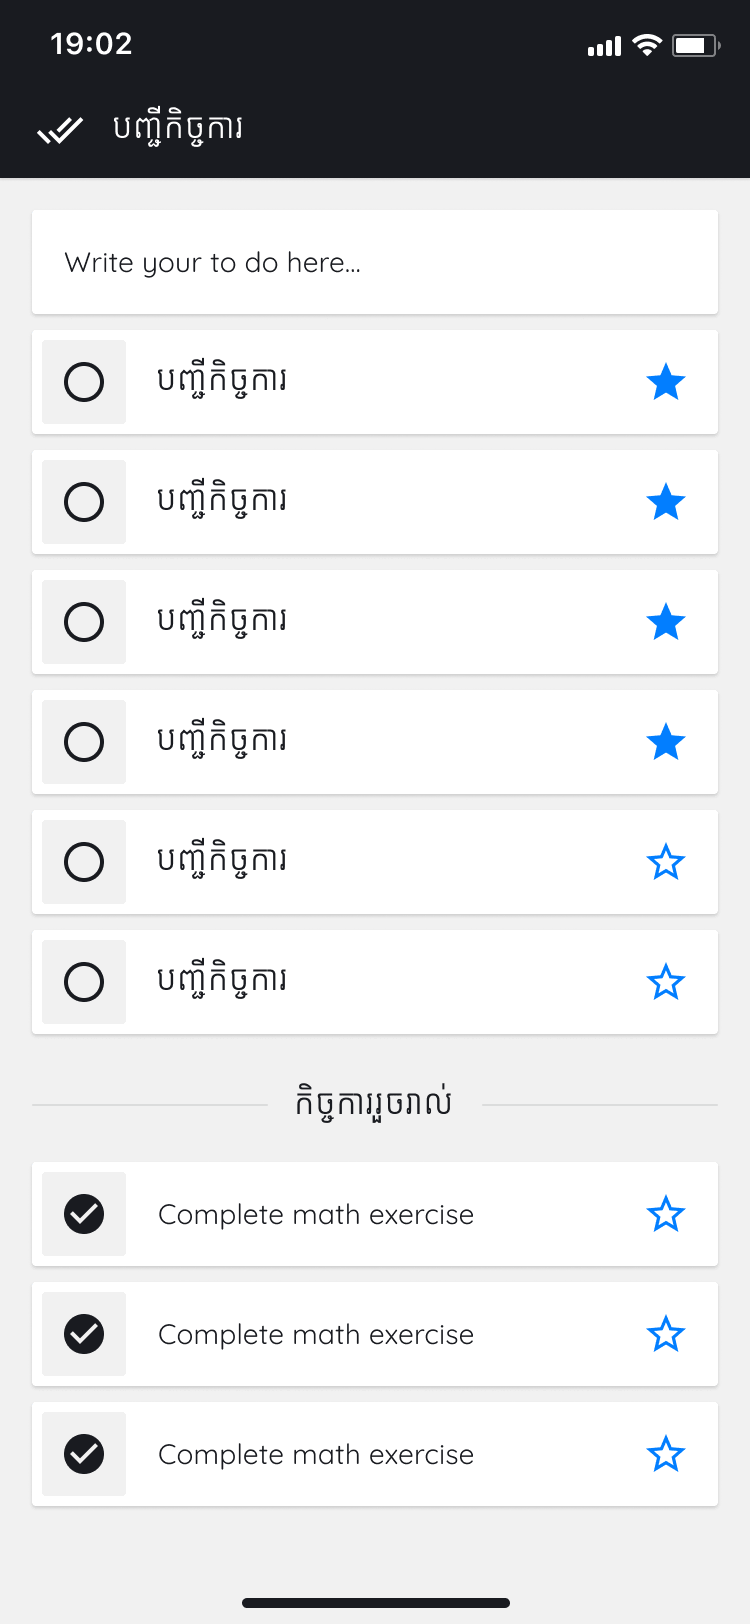 19:02
បញ្ជីកិច្ចការ
Write your to do here...
បញ្ជីកិច្ចការ
បញ្ជីកិច្ចការ
បញ្ជីកិច្ចការ
បញ្ជីកិច្ចការ
បញ្ជីកិច្ចការ
បញ្ជីកិច្ចការ
កិច្ចការរួចរាល់
Complete math exercise
Complete math exercise
Complete math exercise